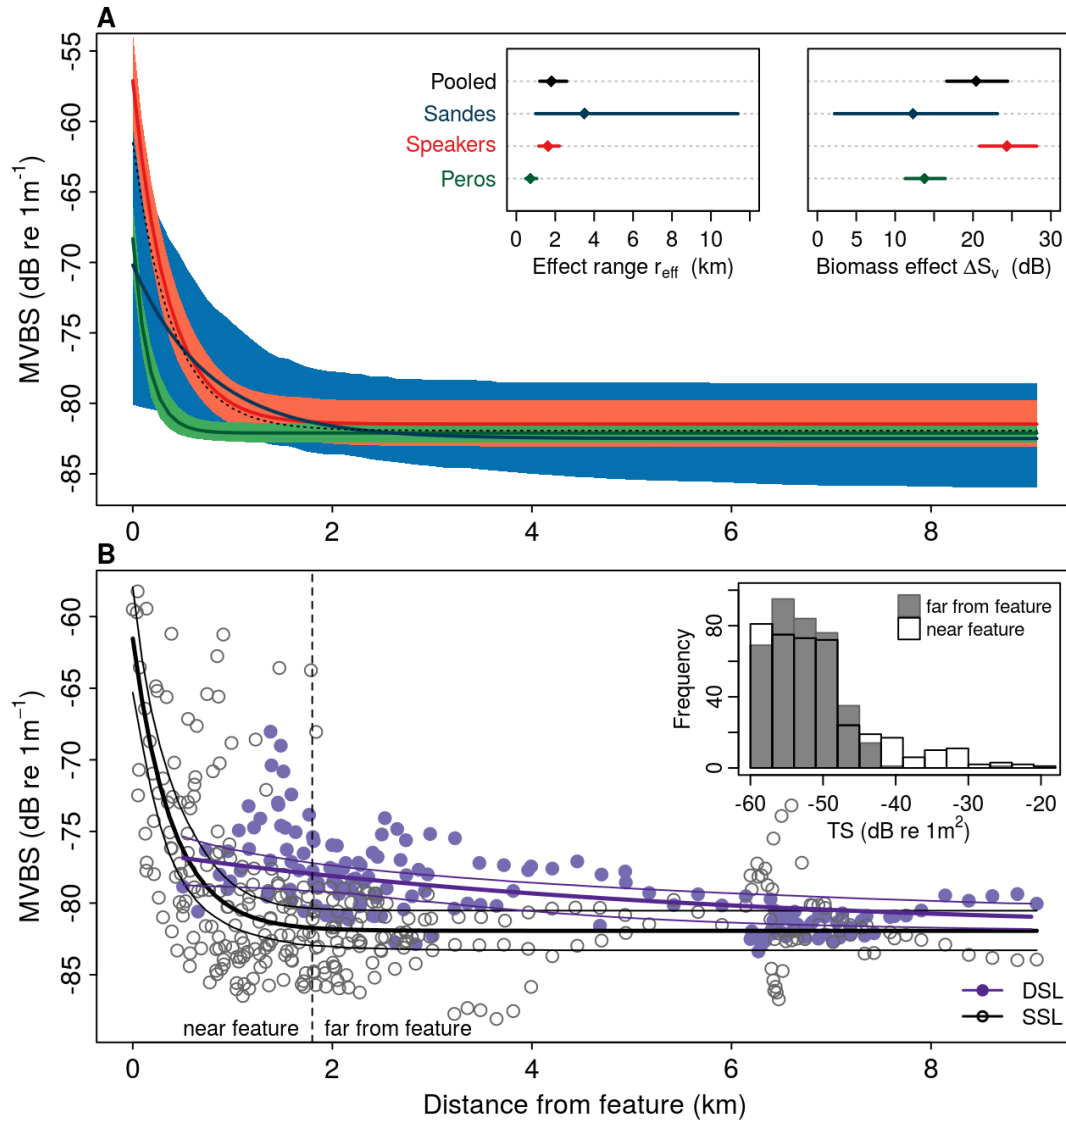 A
-55
-60
-65
-70
-75
-80
-85
MVBS (dB re 1m⁻¹)
0 2 4 6 8
Pooled
Sandes
Speakers
Peros
0 2 4 6 8 10
Effect range r_eff (km)
0 5 10 20 30
Biomass effect ΔS_v (dB)
B
-60
-65
-70
-75
-80
-85
MVBS (dB re 1m⁻¹)
far from feature
near feature
80
40
0
Frequency
-60 -50 -40 -30 -20
TS (dB re 1m²)
DSL
SSL
near feature far from feature
0 2 4 6 8
Distance from feature (km)